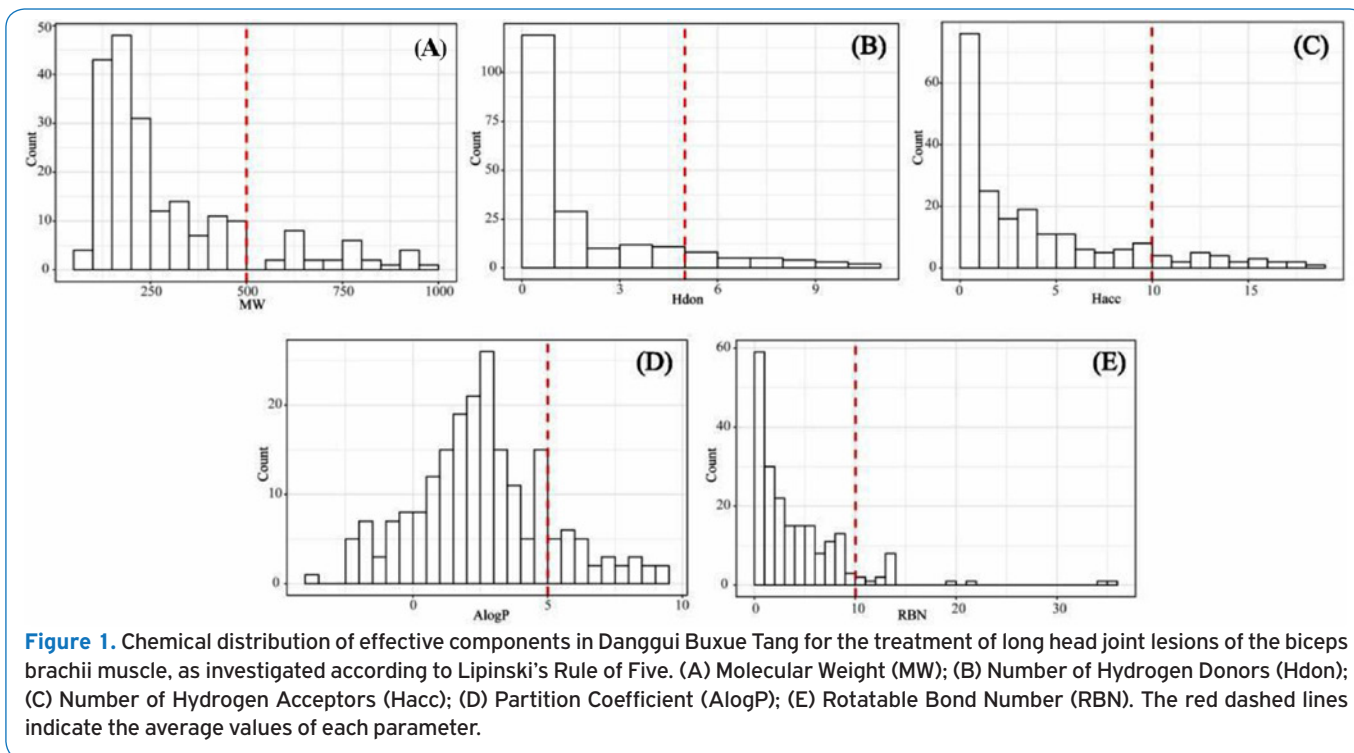 (A)
50
40
30
20
10
0
Count
250
500
750
1000
MW
(B)
100
75
50
25
0
Count
0
3
6
9
Hdon
(C)
60
40
20
0
Count
0
5
10
15
Hacc
(D)
20
10
0
Count
0
5
10
AlogP
(E)
60
40
20
0
Count
0
10
20
30
RBN
Figure 1. Chemical distribution of effective components in Danggui Buxue Tang for the treatment of long head joint lesions of the biceps
brachii muscle, as investigated according to Lipinski's Rule of Five. (A) Molecular Weight (MW); (B) Number of Hydrogen Donors (Hdon);
(C) Number of Hydrogen Acceptors (Hacc); (D) Partition Coefficient (AlogP); (E) Rotatable Bond Number (RBN). The red dashed lines
indicate the average values of each parameter.